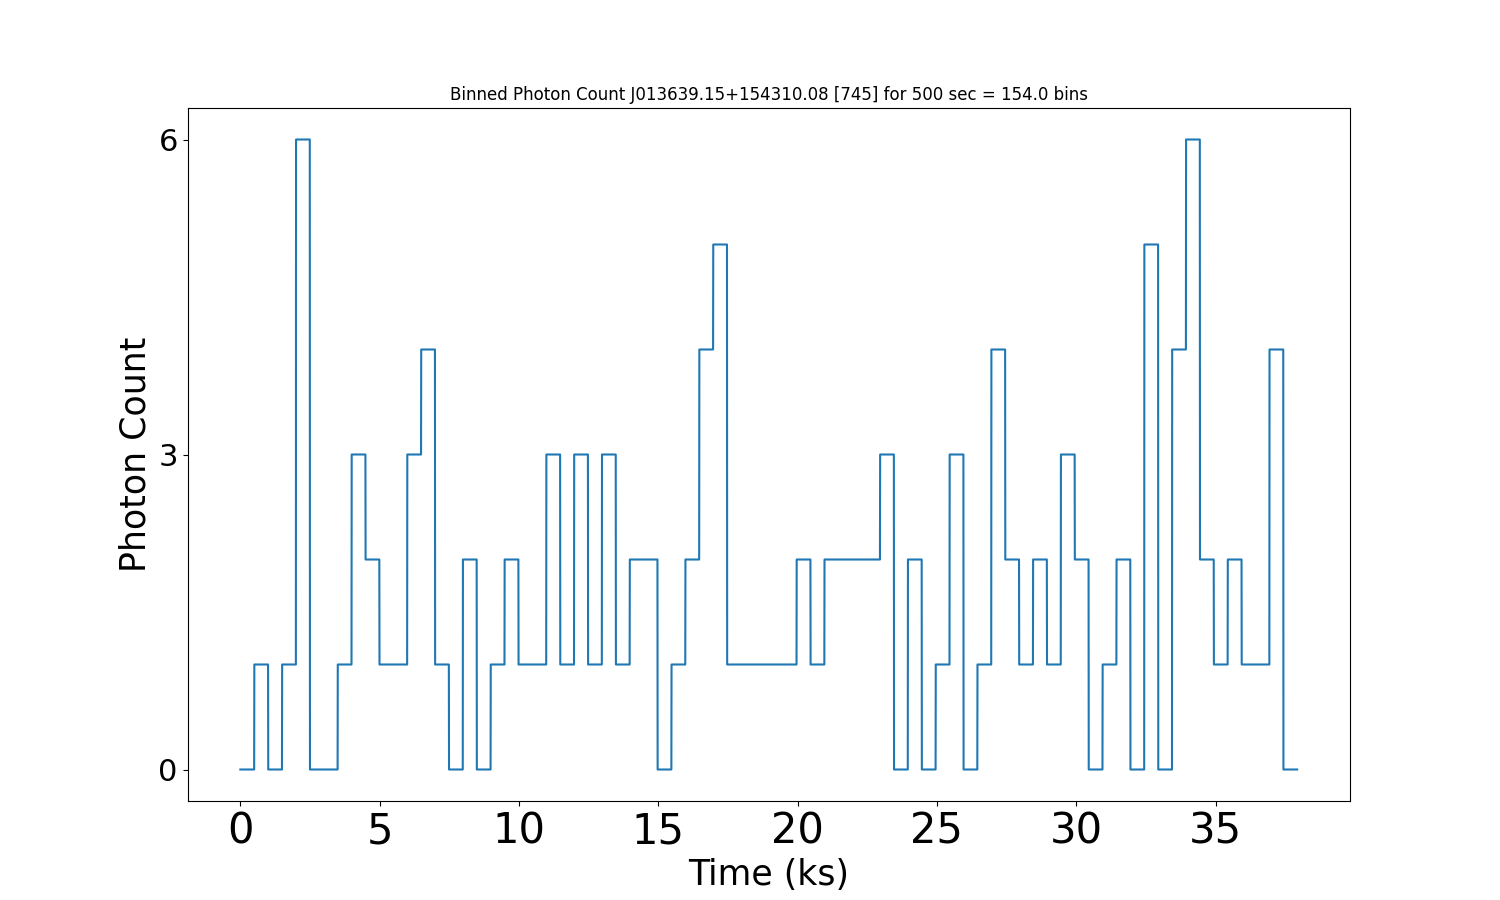 Binned Photon Count J013639.15+154310.08 [745] for 500 sec = 154.0 bins
6
3
0
Photon Count
0 5 10 15 20 25 30 35
Time (ks)